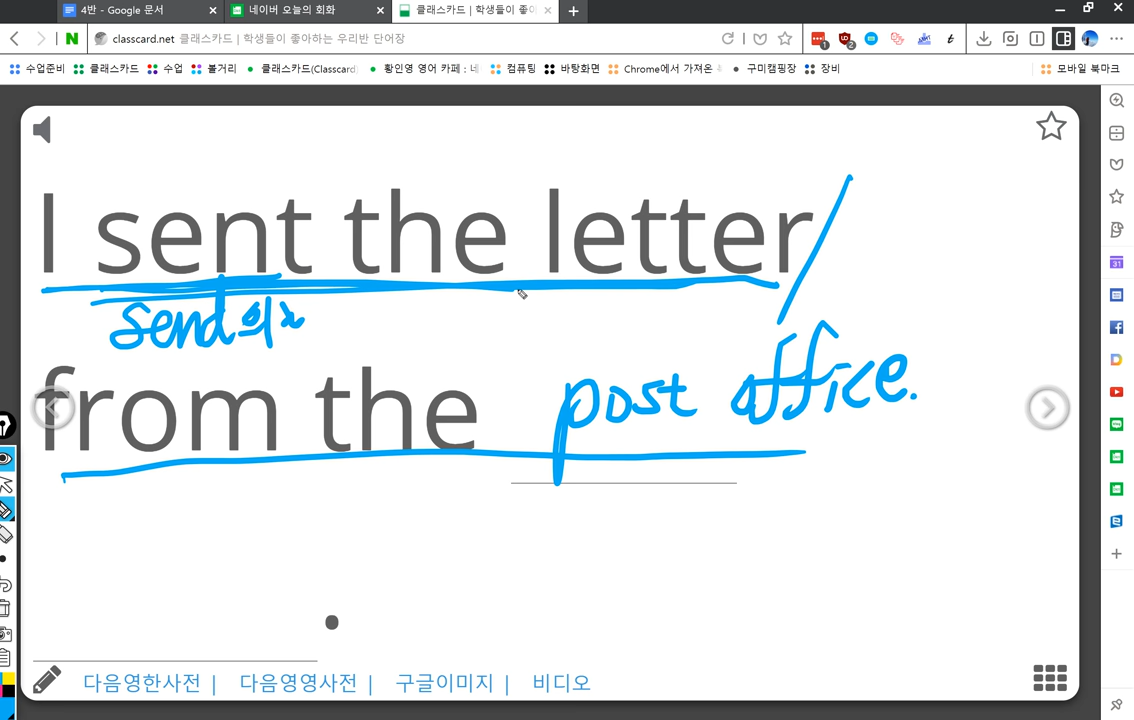 4반 - Google 문서
네이버 오늘의 회화
클래스카드 | 학생들이 좋아
classcard.net 클래스카드 | 학생들이 좋아하는 우리반 단어장
수업준비 클래스카드 수업 볼거리 클래스카드(Classcard) 황인영 영어 카페 : 네 컴퓨팅 바탕화면 Chrome에서 가져온 구미캠핑장 장비 모바일 북마크
I sent the letter
send의
from the post office.
.
다음영한사전 | 다음영영사전 | 구글이미지 | 비디오